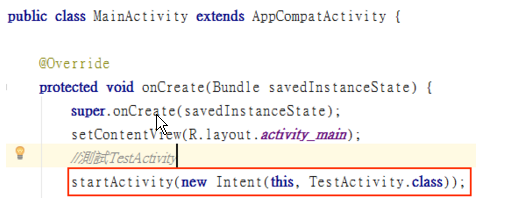 public class MainActivity extends AppCompatActivity {
@Override
protected void onCreate(Bundle savedInstanceState) {
super.onCreate(savedInstanceState);
setContentView(R.layout.activity_main);
//測試TestActivity
startActivity(new Intent(this, TestActivity.class));